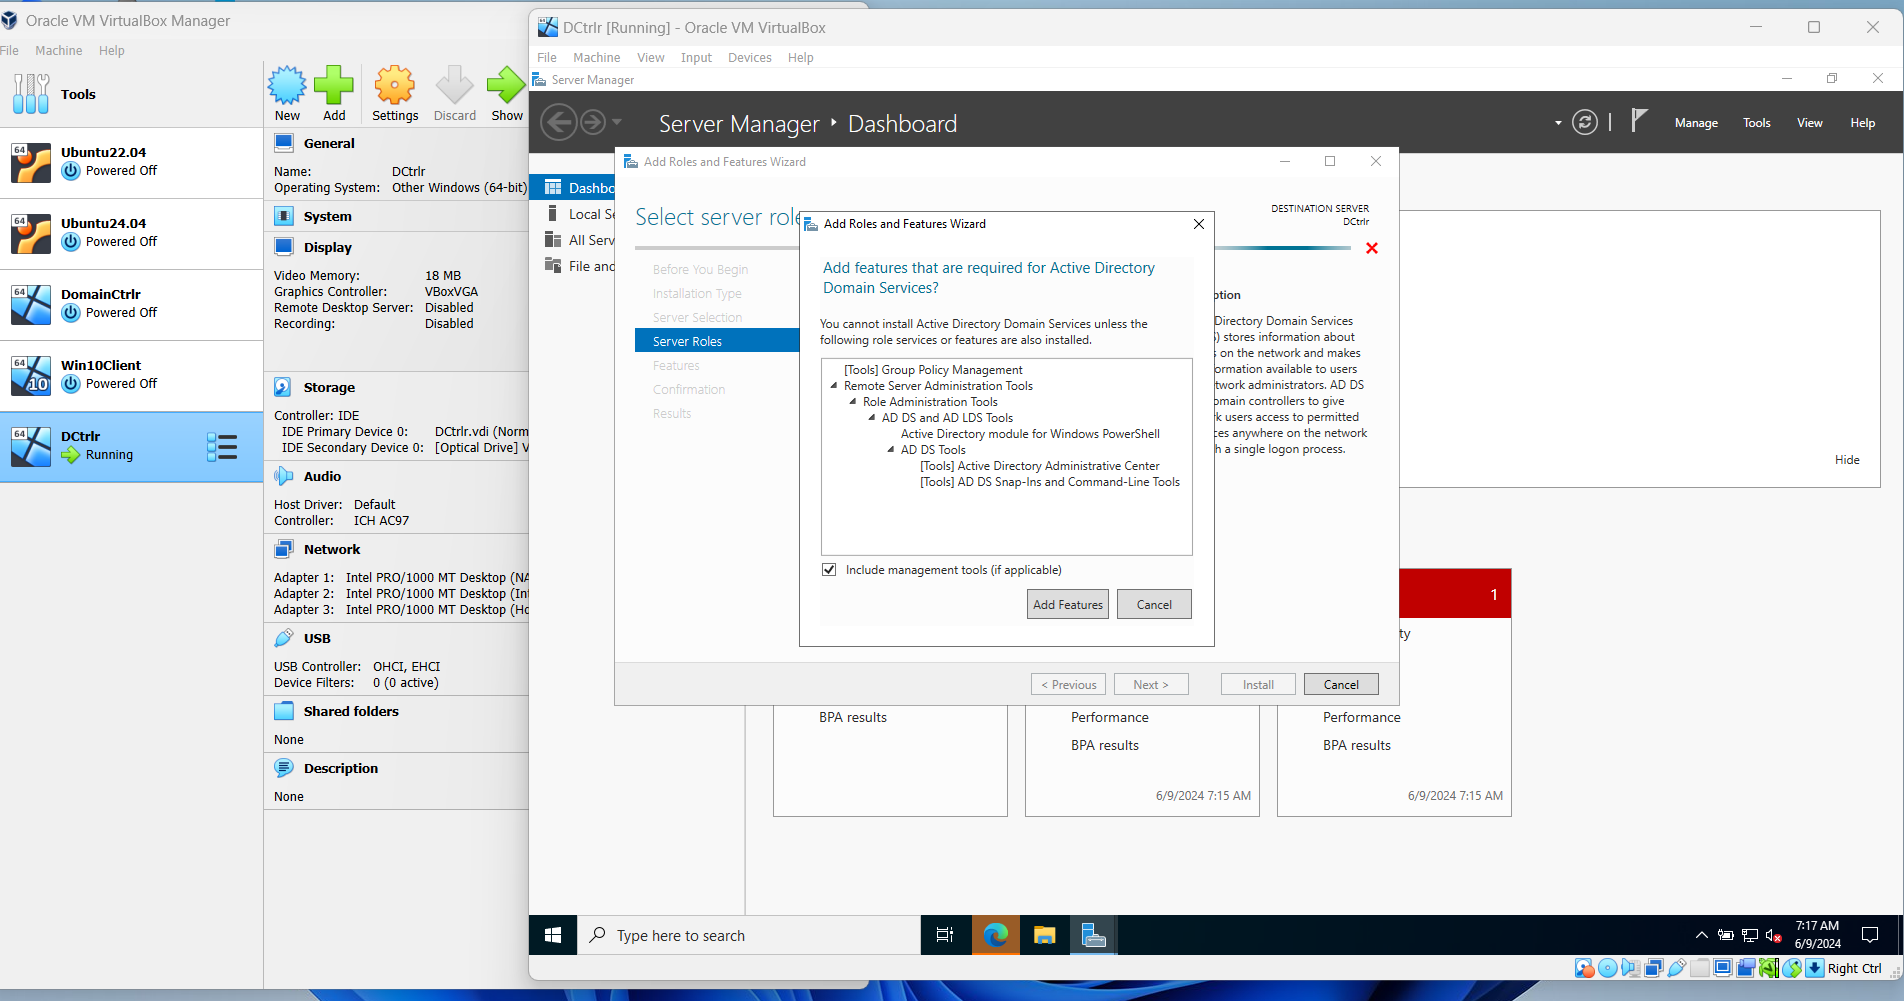 Oracle VM VirtualBox Manager
File Machine Help
Tools
New Add Settings Discard Show
64 Ubuntu22.04
Powered Off
64 Ubuntu24.04
Powered Off
64 DomainCtrlr
Powered Off
64 10 Win10Client
Powered Off
64 DCtrlr
Running
General
Name: DCtrlr
Operating System: Other Windows (64-bit)
System
Display
Video Memory: 18 MB
Graphics Controller: VBoxVGA
Remote Desktop Server: Disabled
Recording: Disabled
Storage
Controller: IDE
IDE Primary Device 0: DCtrlr.vdi (Norm
IDE Secondary Device 0: [Optical Drive] V
Audio
Host Driver: Default
Controller: ICH AC97
Network
Adapter 1: Intel PRO/1000 MT Desktop (NA
Adapter 2: Intel PRO/1000 MT Desktop (Int
Adapter 3: Intel PRO/1000 MT Desktop (Ho
USB
USB Controller: OHCI, EHCI
Device Filters: 0 (0 active)
Shared folders
None
Description
None
64 DCtrlr [Running] - Oracle VM VirtualBox
File Machine View Input Devices Help
Server Manager
Server Manager Dashboard
Manage Tools View Help
Dashbo
Local Se
All Serv
File and
Add Roles and Features Wizard
Select server role
DESTINATION SERVER
DCtrlr
Before You Begin
Installation Type
Server Selection
Server Roles
Features
Confirmation
Results
Add Roles and Features Wizard
Add features that are required for Active Directory
Domain Services?
You cannot install Active Directory Domain Services unless the
following role services or features are also installed.
[Tools] Group Policy Management
Remote Server Administration Tools
Role Administration Tools
AD DS and AD LDS Tools
Active Directory module for Windows PowerShell
AD DS Tools
[Tools] Active Directory Administrative Center
[Tools] AD DS Snap-Ins and Command-Line Tools
Include management tools (if applicable)
Add Features Cancel
ption
Directory Domain Services
) stores information about
s on the network and makes
ormation available to users
twork administrators. AD DS
omain controllers to give
k users access to permitted
ces anywhere on the network
h a single logon process.
Hide
< Previous Next > Install Cancel
1
ty
BPA results
Performance
BPA results
6/9/2024 7:15 AM
Performance
BPA results
6/9/2024 7:15 AM
Type here to search
7:17 AM
6/9/2024
Right Ctrl